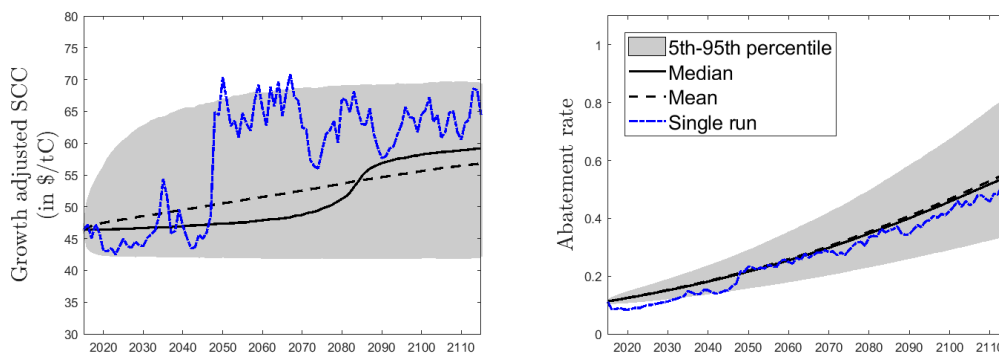 Growth adjusted SCC
(in $/tC)
80
75
70
65
60
55
50
45
40
35
30
2020 2030 2040 2050 2060 2070 2080 2090 2100 2110
Abatement rate
1
0.8
0.6
0.4
0.2
0
5th-95th percentile
Median
Mean
Single run
2020 2030 2040 2050 2060 2070 2080 2090 2100 2110